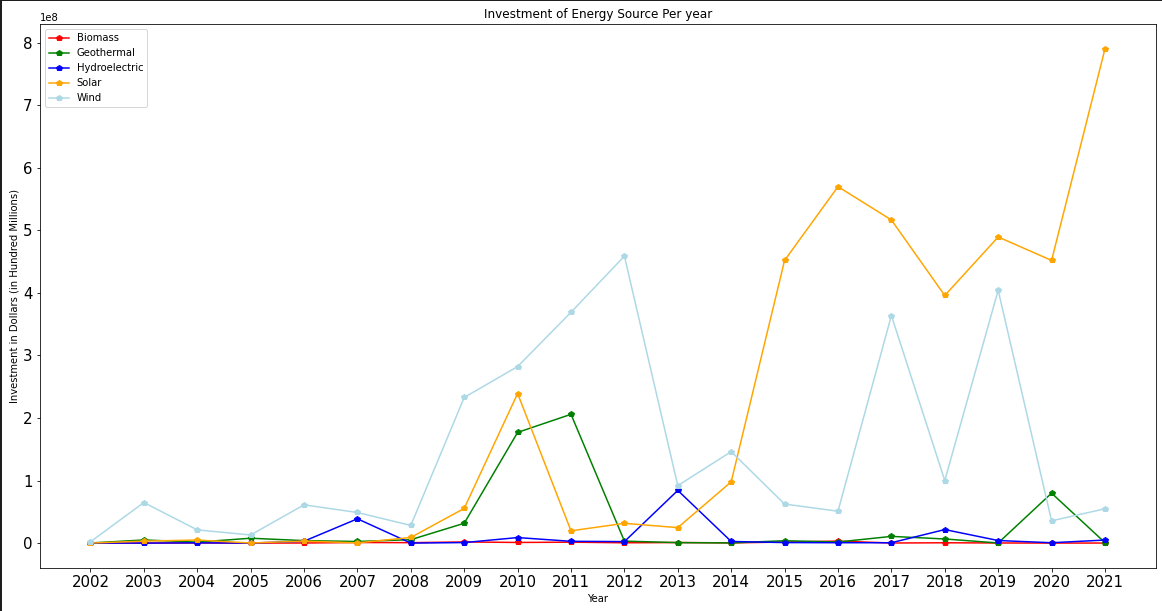 Investment of Energy Source Per year
1e8
Biomass
Geothermal
Hydroelectric
Solar
Wind
8
7
6
5
4
3
2
1
0
Investment in Dollars (in Hundred Millions)
2002 2003 2004 2005 2006 2007 2008 2009 2010 2011 2012 2013 2014 2015 2016 2017 2018 2019 2020 2021
Year